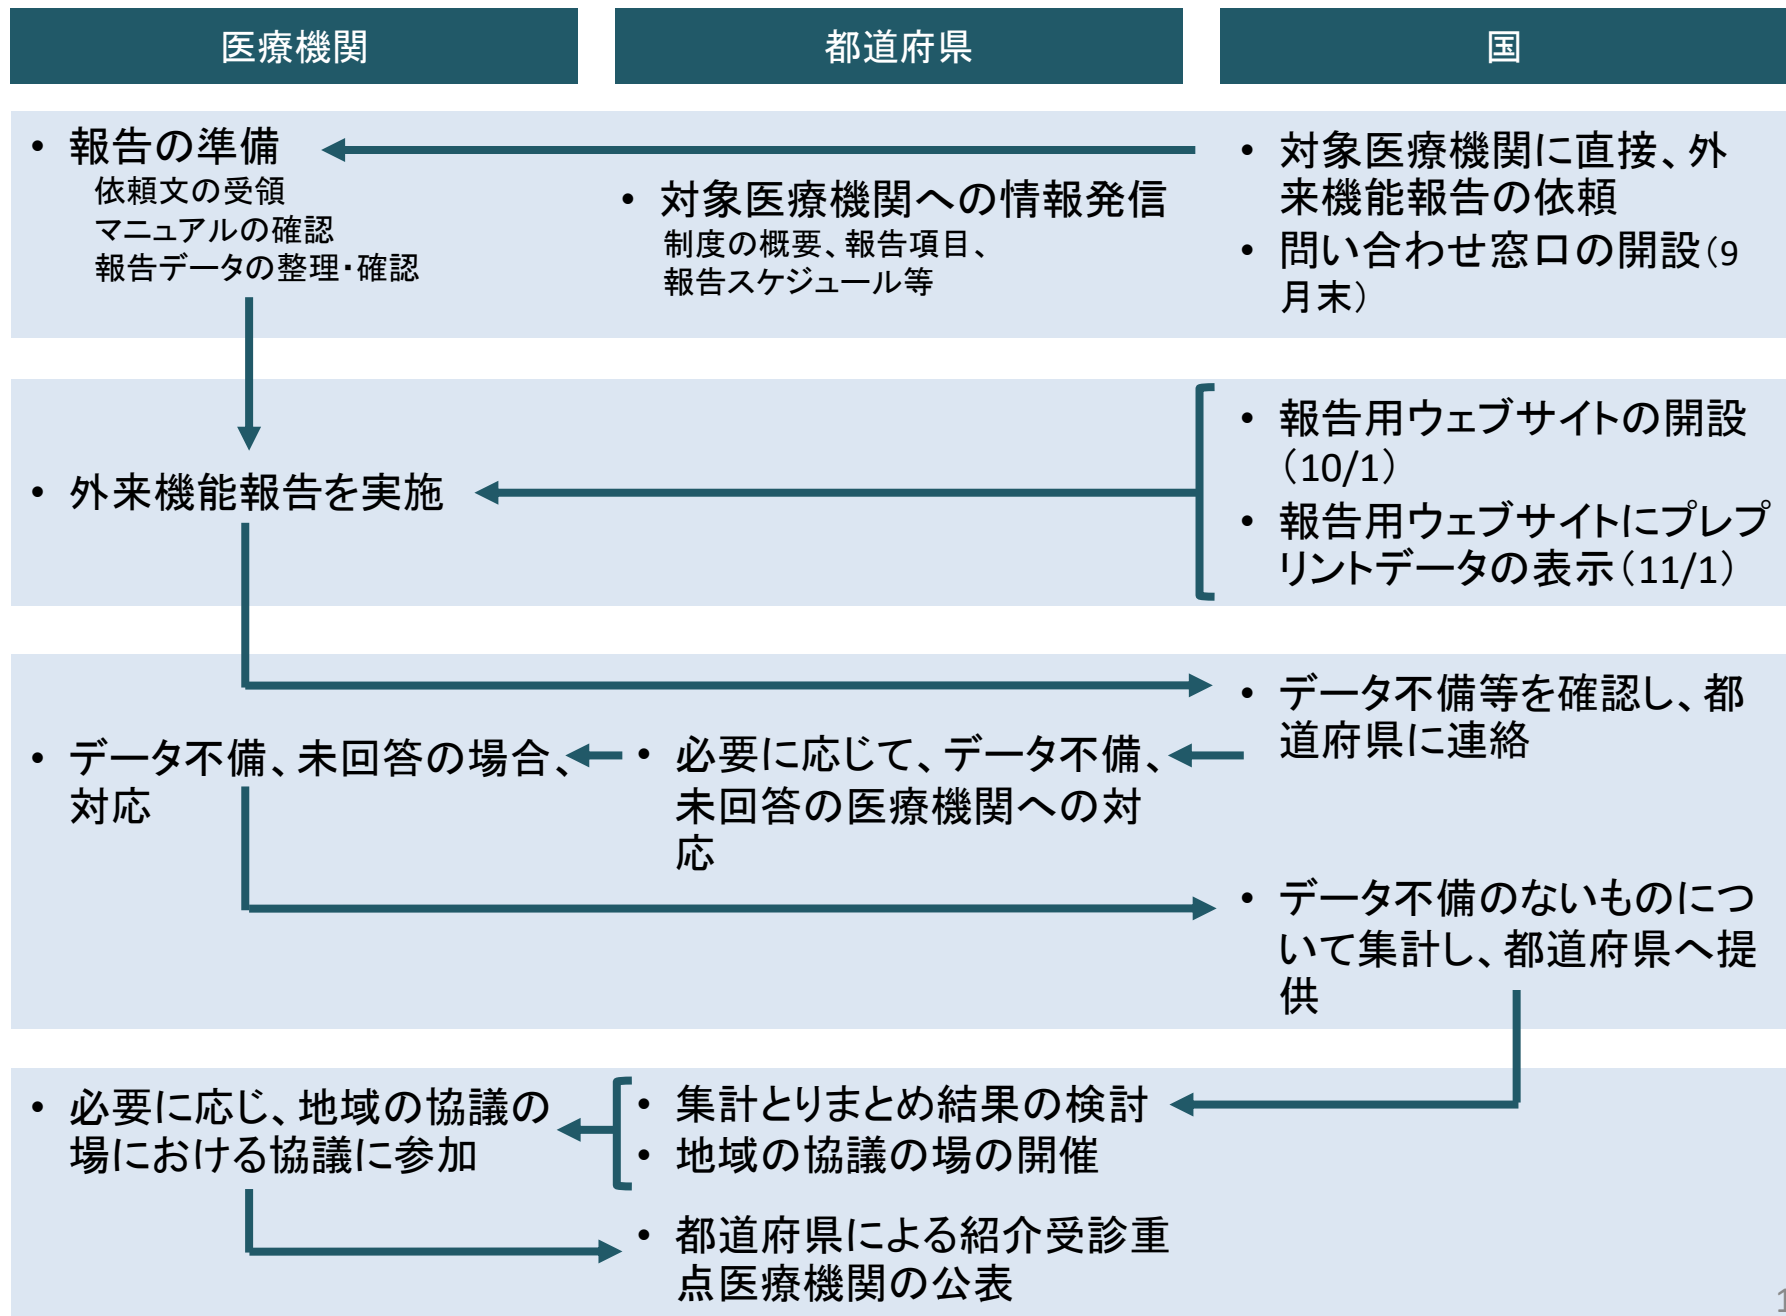 医療機関
都道府県
国
• 報告の準備
依頼文の受領
マニュアルの確認
報告データの整理・確認
• 対象医療機関への情報発信
制度の概要、報告項目、
報告スケジュール等
• 対象医療機関に直接、外
来機能報告の依頼
• 問い合わせ窓口の開設（9
月末）
• 外来機能報告を実施
• 報告用ウェブサイトの開設
（10/1）
• 報告用ウェブサイトにプレプ
リントデータの表示（11/1）
• データ不備等を確認し、都
道府県に連絡
• 必要に応じて、データ不備、
未回答の医療機関への対
応
• データ不備、未回答の場合、
対応
• データ不備のないものにつ
いて集計し、都道府県へ提
供
• 集計とりまとめ結果の検討
• 地域の協議の場の開催
• 必要に応じ、地域の協議の
場における協議に参加
• 都道府県による紹介受診重
点医療機関の公表